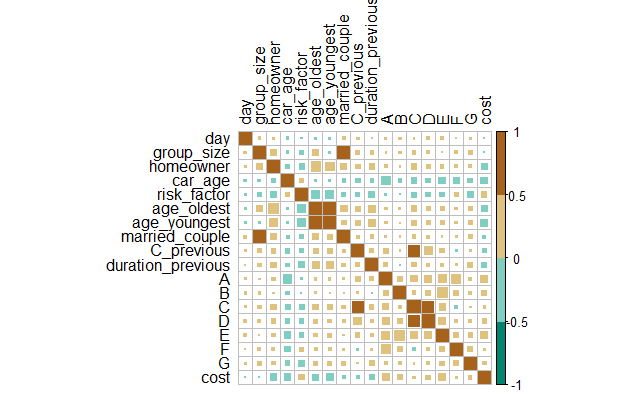 day
group_size
homeowner
car_age
risk_factor
age_oldest
age_youngest
married_couple
C_previous
duration_previous
A
B
C
D
E
F
G
cost
day
group_size
homeowner
car_age
risk_factor
age_oldest
age_youngest
married_couple
C_previous
duration_previous
A
B
C
D
E
F
G
cost
1
0.5
0
-0.5
-1